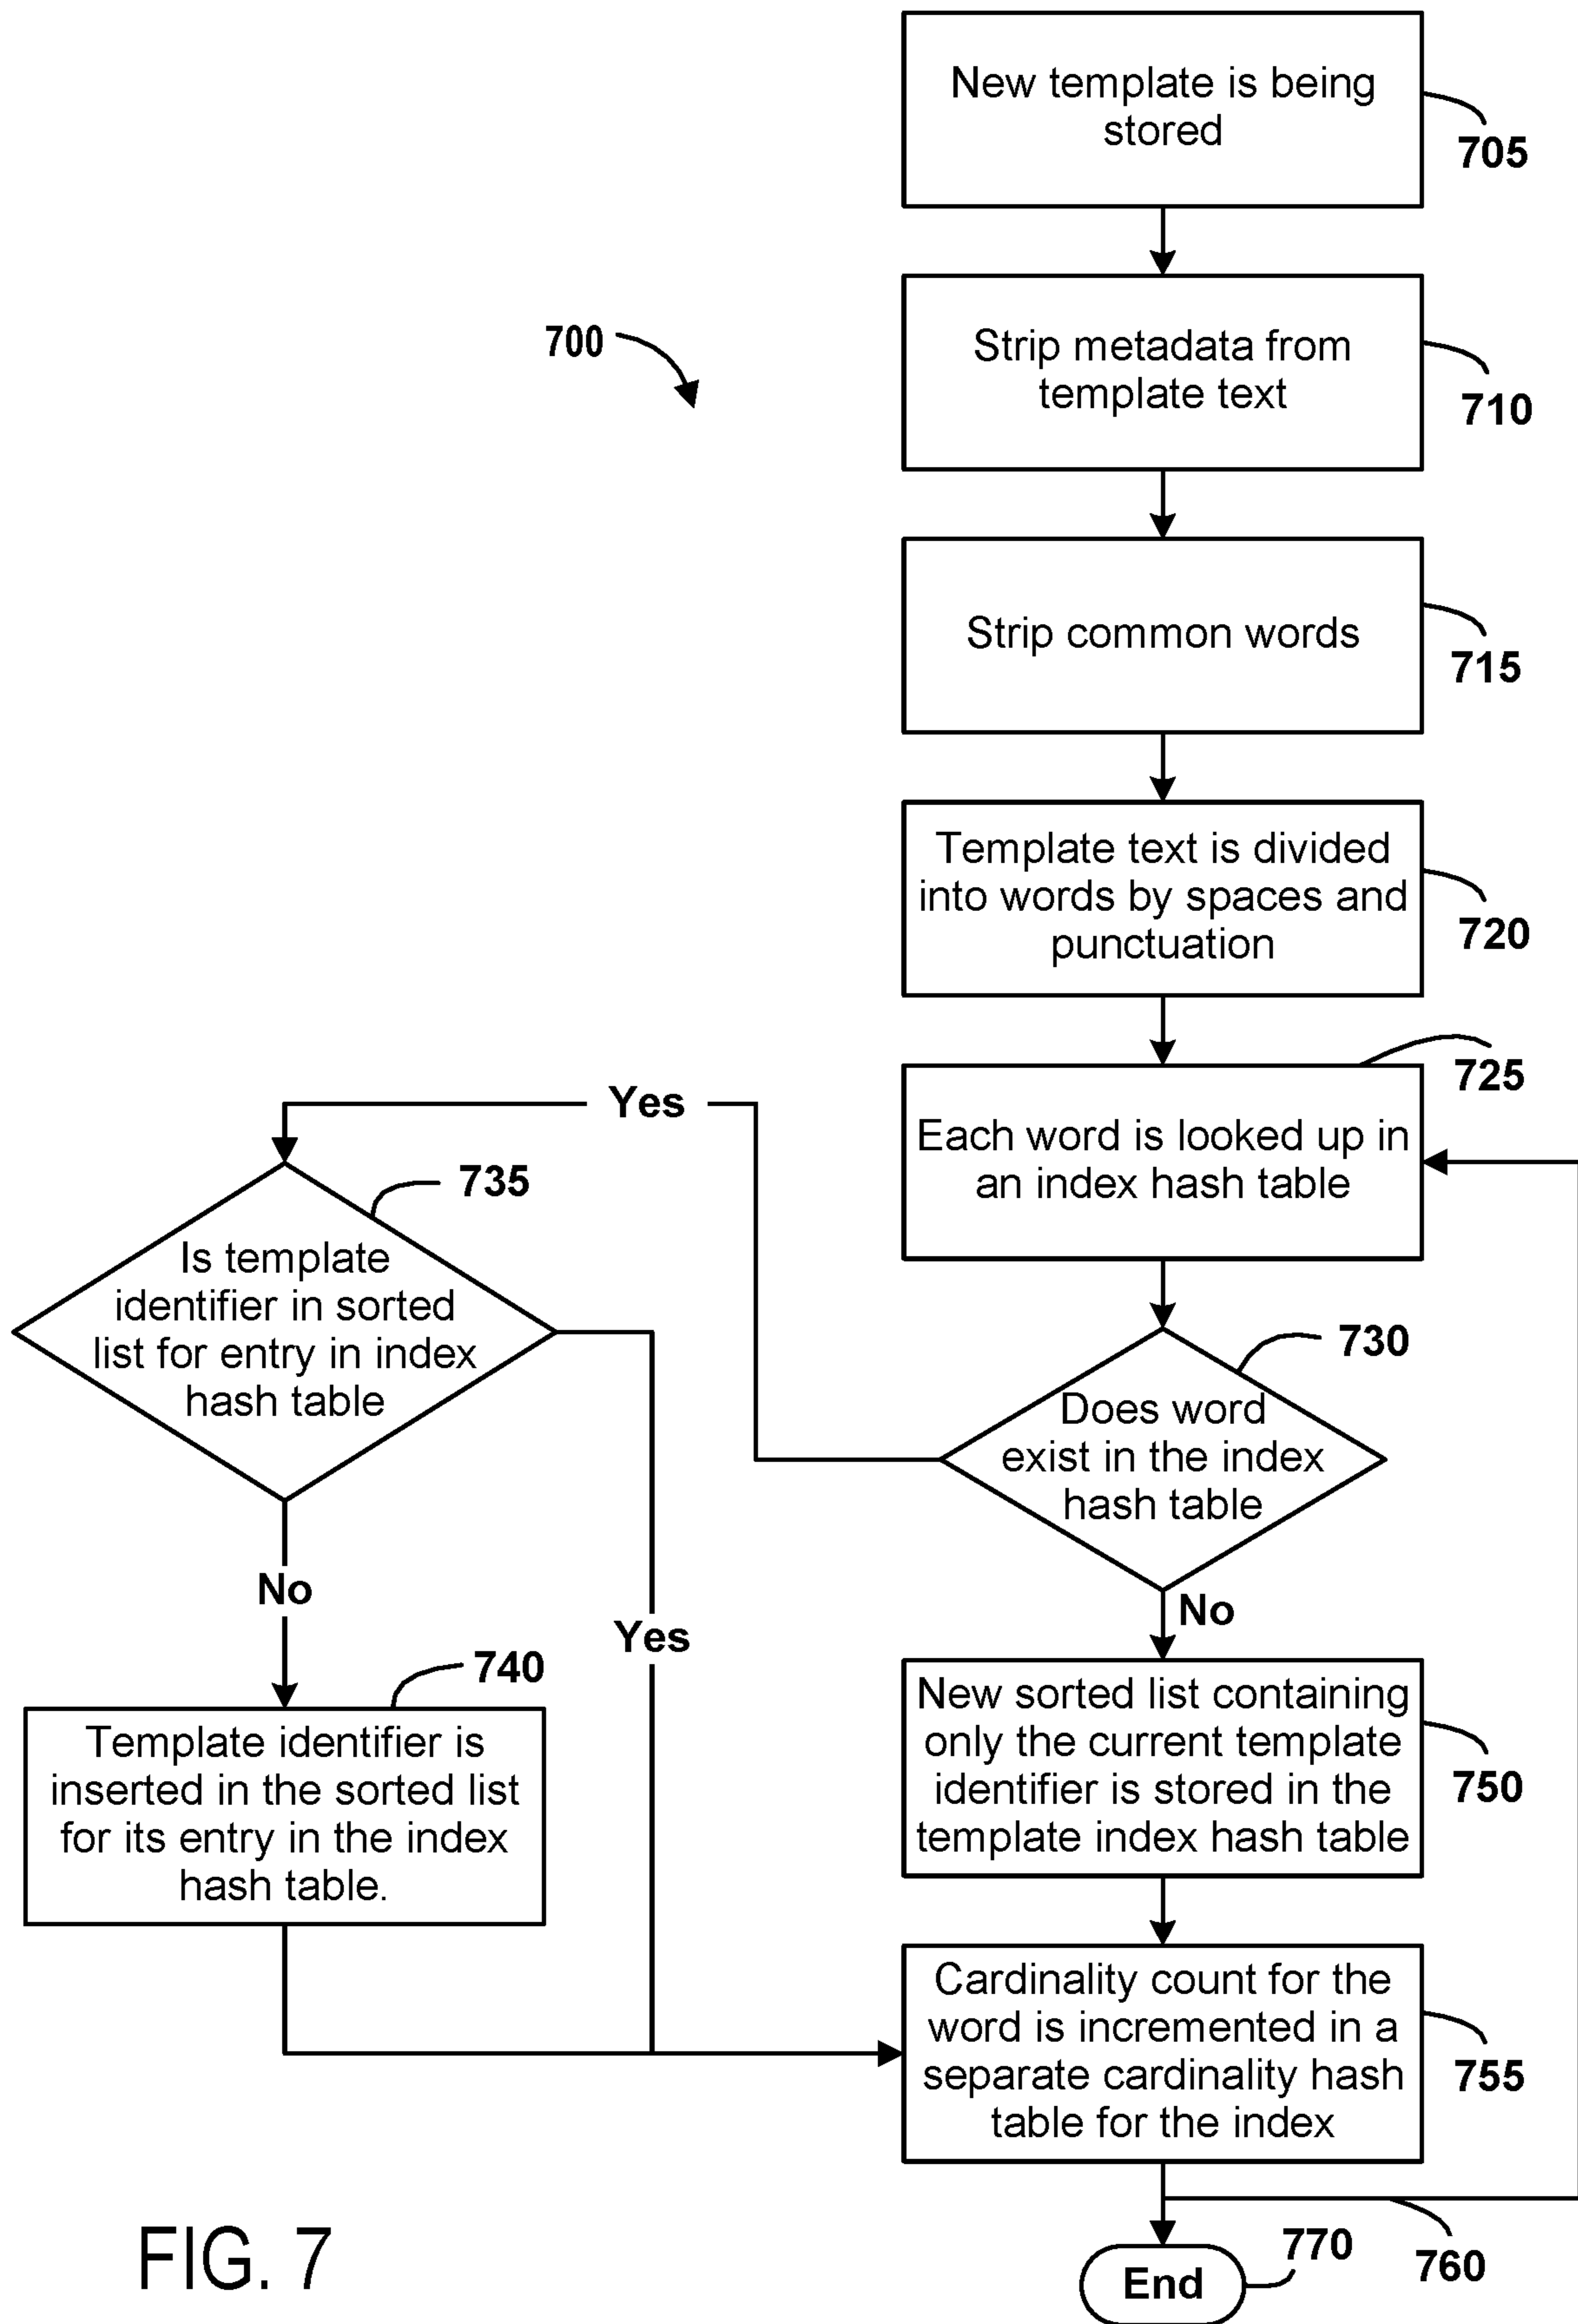 New template is being
stored
705
700
Strip metadata from
template text
710
Strip common words
715
Template text is divided
into words by spaces and
punctuation
720
725
Each word is looked up in
an index hash table
Yes
735
Is template
identifier in sorted
list for entry in index
hash table
730
Does word
exist in the index
hash table
No
No
Yes
740
Template identifier is
inserted in the sorted list
for its entry in the index
hash table.
New sorted list containing
only the current template
identifier is stored in the
template index hash table
750
Cardinality count for the
word is incremented in a
separate cardinality hash
table for the index
755
760
End
770
FIG. 7